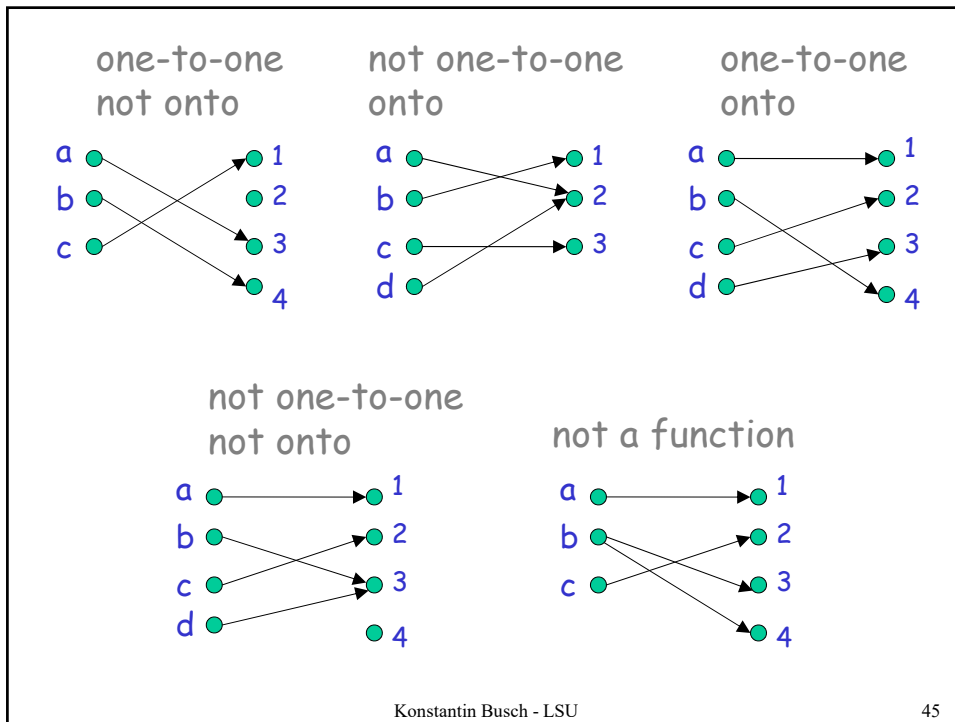 one-to-one
not onto
a
b
c
1
2
3
4
not one-to-one
onto
a
b
c
d
1
2
3
one-to-one
onto
a
b
c
d
1
2
3
4
not one-to-one
not onto
a
b
c
d
1
2
3
4
not a function
a
b
c
1
2
3
4
Konstantin Busch - LSU
45